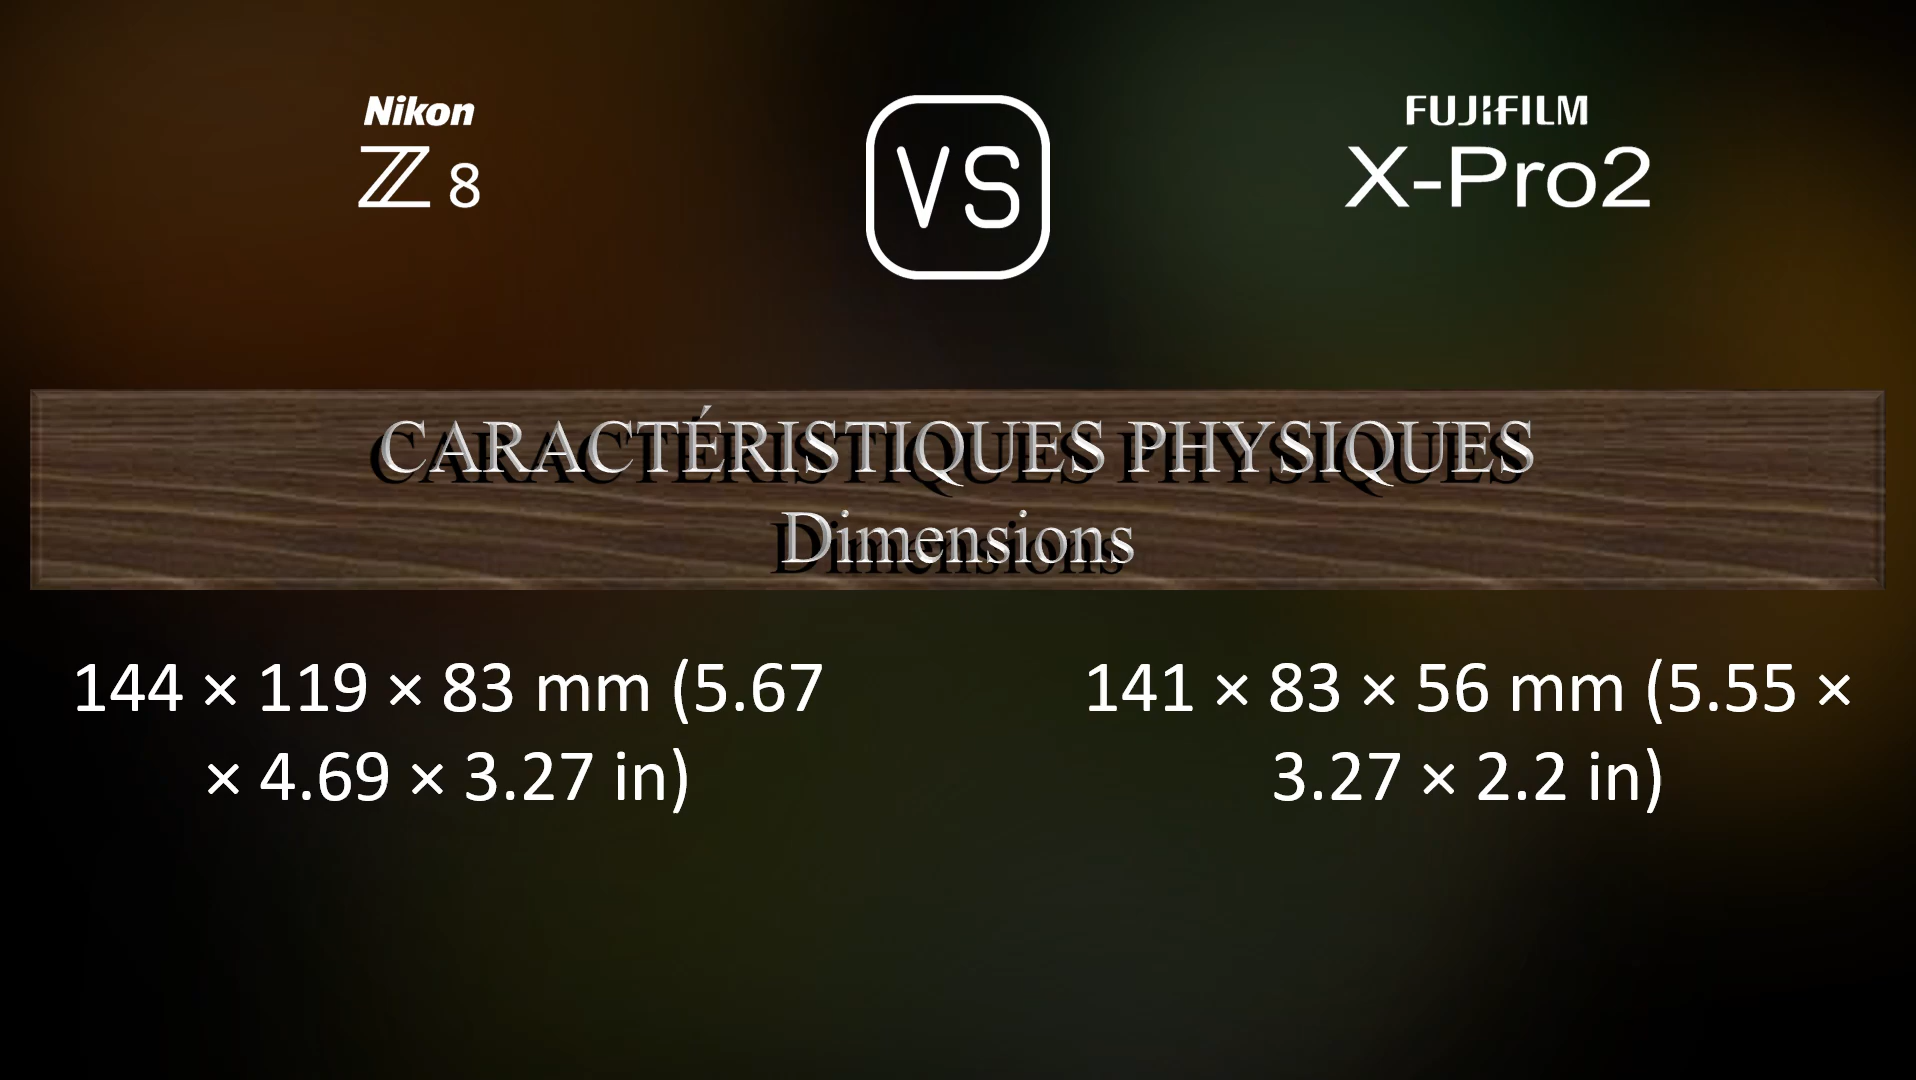 Nikon
Z 8
VS
FUJIFILM
X-Pro2
CARACTÉRISTIQUES PHYSIQUES
Dimensions
144 × 119 × 83 mm (5.67
× 4.69 × 3.27 in)
141 × 83 × 56 mm (5.55 ×
3.27 × 2.2 in)